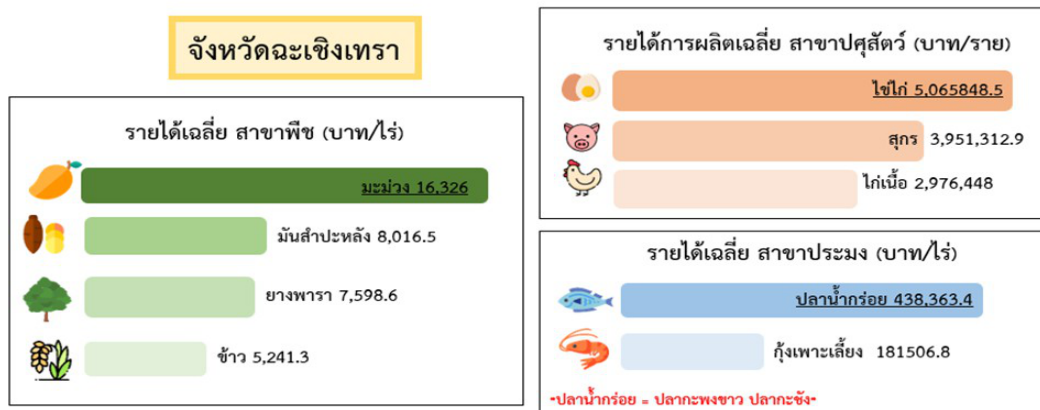 จังหวัดฉะเชิงเทรา
รายได้เฉลี่ย สาขาพืช (บาท/ไร่)
มะม่วง 16,326
มันสำปะหลัง 8,016.5
ยางพารา 7,598.6
ข้าว 5,241.3
รายได้การผลิตเฉลี่ย สาขาปศุสัตว์ (บาท/ราย)
ไข่ไก่ 5,065848.5
สุกร 3,951,312.9
ไก่เนื้อ 2,976,448
รายได้เฉลี่ย สาขาประมง (บาท/ไร่)
ปลาน้ำกร่อย 438,363.4
กุ้งเพาะเลี้ยง 181506.8
*ปลาน้ำกร่อย = ปลากะพงขาว ปลากะชัง*